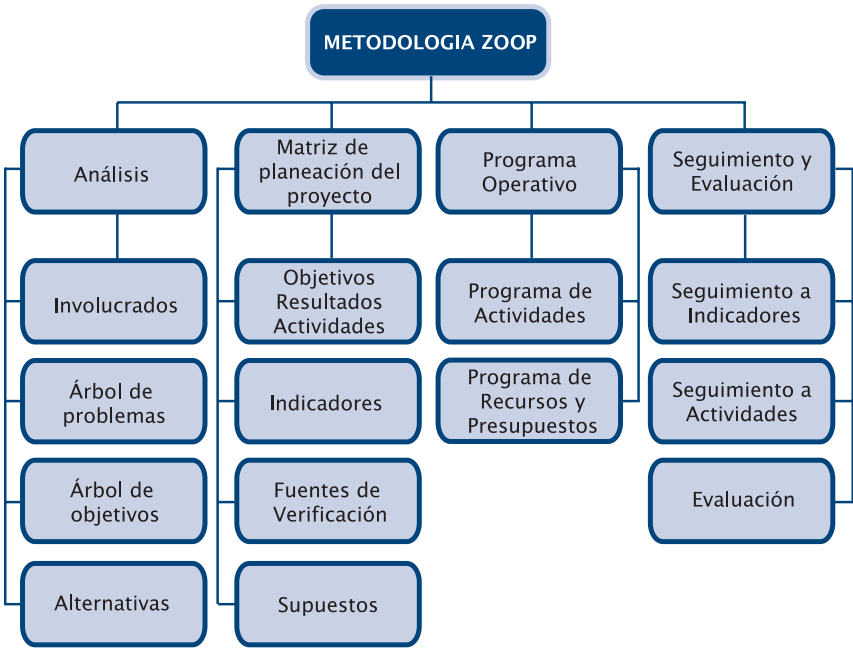 METODOLOGIA ZOOP
Análisis
Involucrados
Árbol de
problemas
Árbol de
objetivos
Alternativas
Matriz de
planeación del
proyecto
Objetivos
Resultados
Actividades
Indicadores
Fuentes de
Verificación
Supuestos
Programa
Operativo
Programa de
Actividades
Programa de
Recursos y
Presupuestos
Seguimiento y
Evaluación
Seguimiento a
Indicadores
Seguimiento a
Actividades
Evaluación